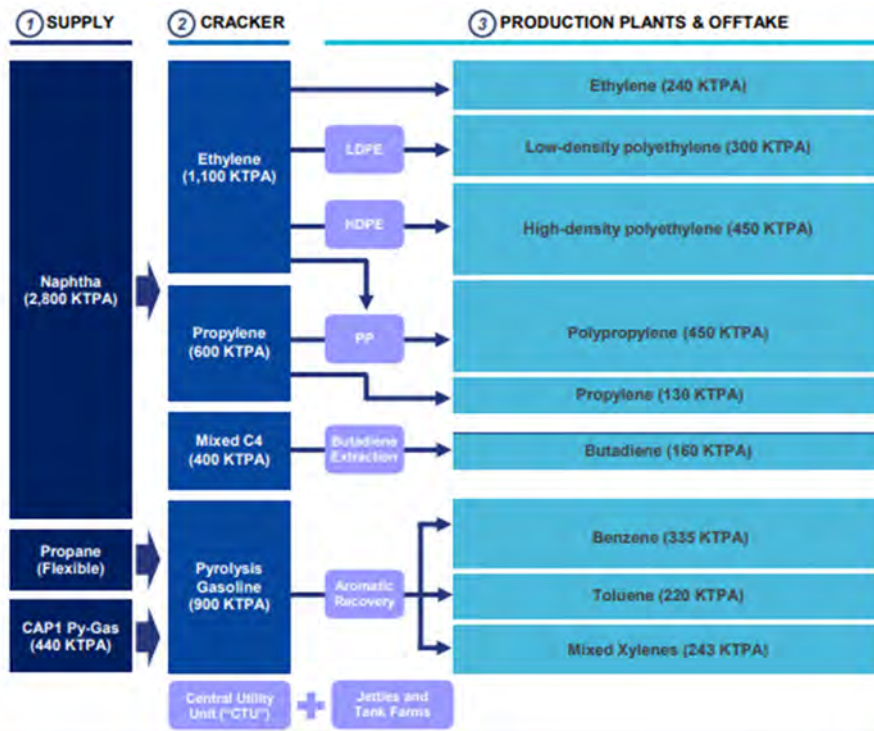 1 SUPPLY
2 CRACKER
3 PRODUCTION PLANTS & OFFTAKE
Naphtha
(2,800 KTPA)
Propane
(Flexible)
CAP1 Py-Gas
(440 KTPA)
Ethylene
(1,100 KTPA)
Propylene
(600 KTPA)
Mixed C4
(400 KTPA)
Pyrolysis
Gasoline
(900 KTPA)
LDPE
HDPE
PP
Butadiene
Extraction
Aromatic
Recovery
Ethylene (240 KTPA)
Low-density polyethylene (300 KTPA)
High-density polyethylene (450 KTPA)
Polypropylene (450 KTPA)
Propylene (130 KTPA)
Butadiene (160 KTPA)
Benzene (335 KTPA)
Toluene (220 KTPA)
Mixed Xylenes (243 KTPA)
Central Utility
Unit ("CTU")
Jetties and
Tank Farms